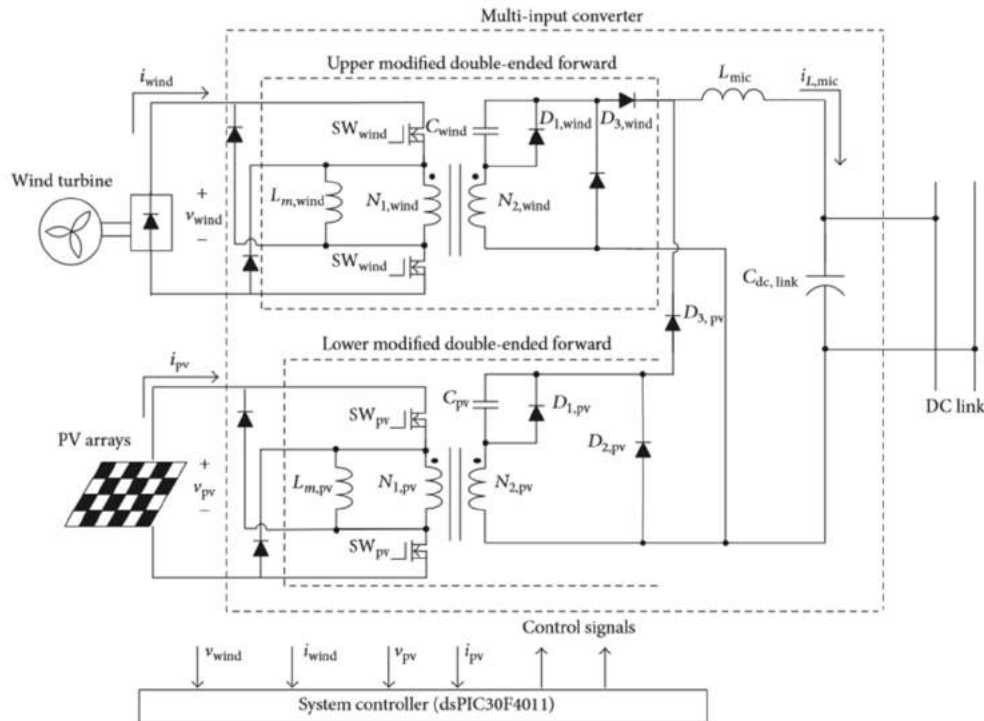 Multi-input converter
Upper modified double-ended forward
i_wind
L_mic
i_L,mic
SW_wind
C_wind
D_1,wind
D_3,wind
Wind turbine
+
v_wind
−
L_m,wind
N_1,wind
N_2,wind
SW_wind
C_dc, link
D_3, pv
Lower modified double-ended forward
i_pv
C_pv
D_1,pv
SW_pv
D_2,pv
DC link
PV arrays
+
v_pv
−
L_m,pv
N_1,pv
N_2,pv
SW_pv
Control signals
v_wind
i_wind
v_pv
i_pv
System controller (dsPIC30F4011)